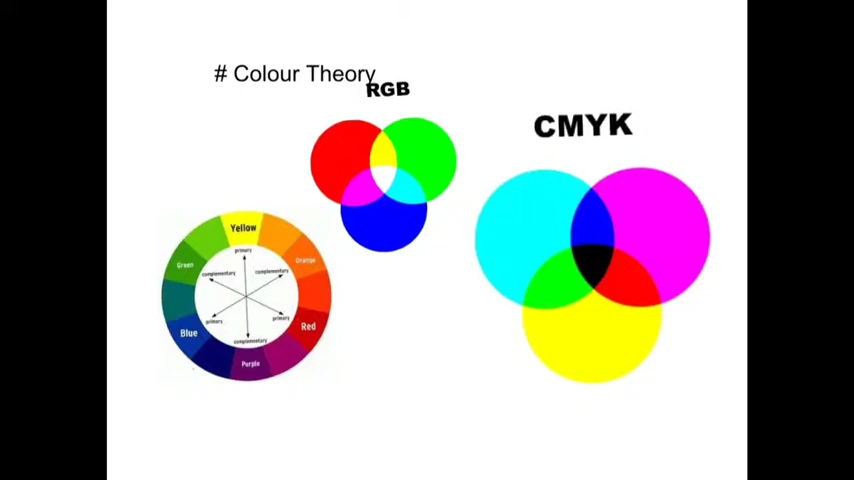 # Colour Theory
RGB
CMYK
Yellow
primary
Green
Orange
complementary
complementary
primary
primary
Blue
Red
complementary
Purple